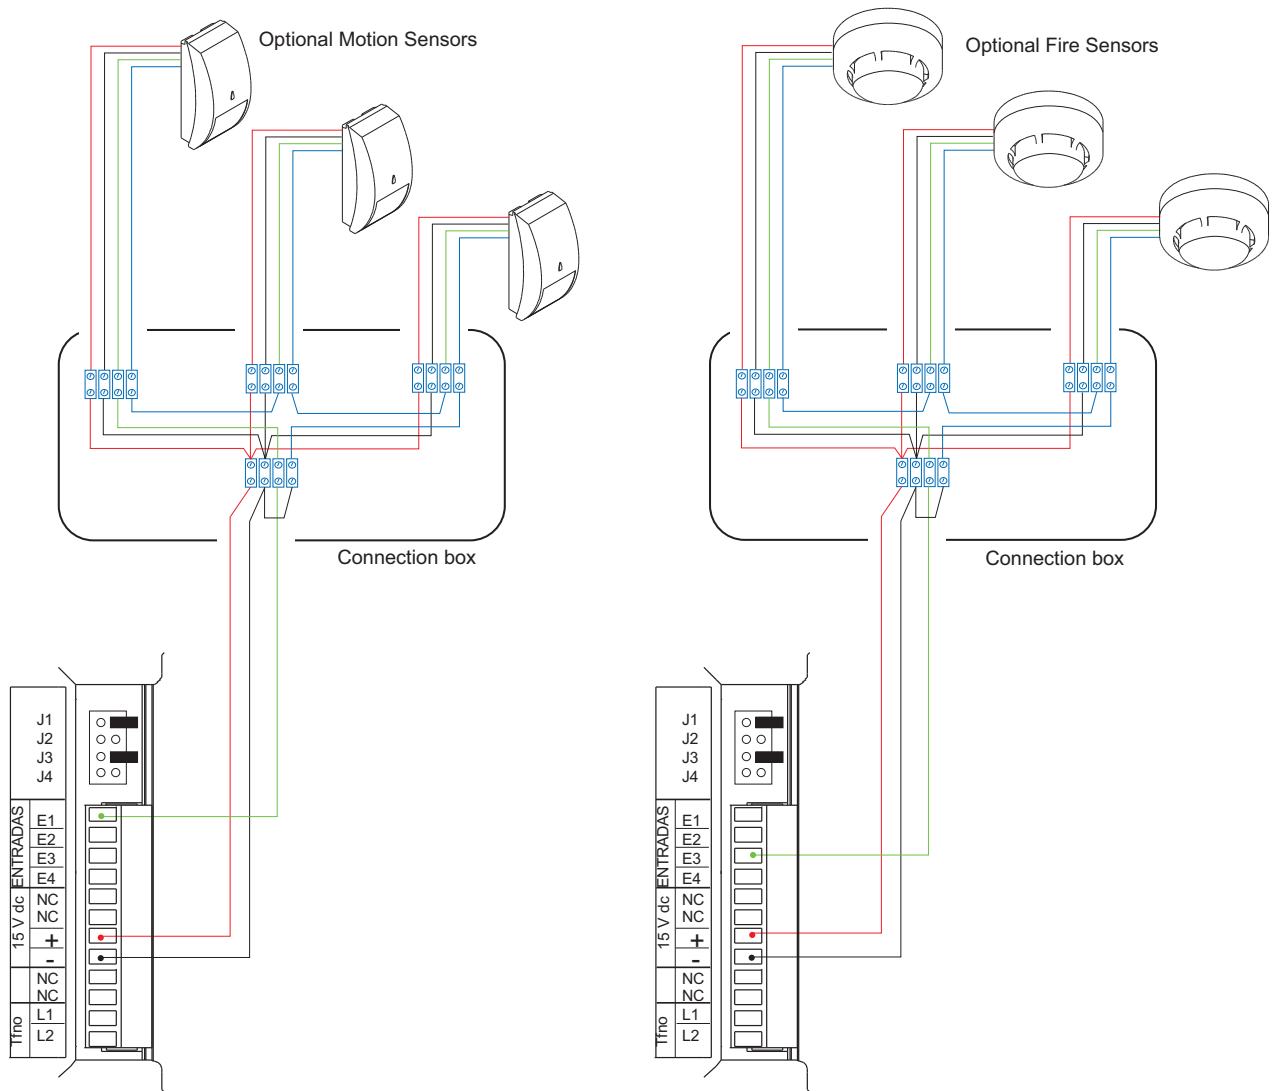 Optional Motion Sensors
Optional Fire Sensors
Connection box
Connection box
J1
J2
J3
J4
ENTRADAS
E1
E2
E3
E4
15 V dc
NC
NC
+
-
NC
NC
Tfno
L1
L2
J1
J2
J3
J4
ENTRADAS
E1
E2
E3
E4
15 V dc
NC
NC
+
-
NC
NC
Tfno
L1
L2